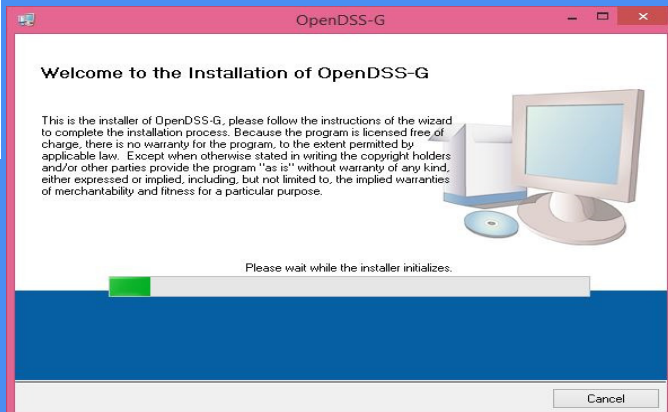 OpenDSS-G
Welcome to the Installation of OpenDSS-G
This is the installer of OpenDSS-G, please follow the instructions of the wizard
to complete the installation process. Because the program is licensed free of
charge, there is no warranty for the program, to the extent permitted by
applicable law.  Except when otherwise stated in writing the copyright holders
and/or other parties provide the program "as is" without warranty of any kind,
either expressed or implied, including, but not limited to, the implied warranties
of merchantability and fitness for a particular purpose.
Please wait while the installer initializes.
Cancel